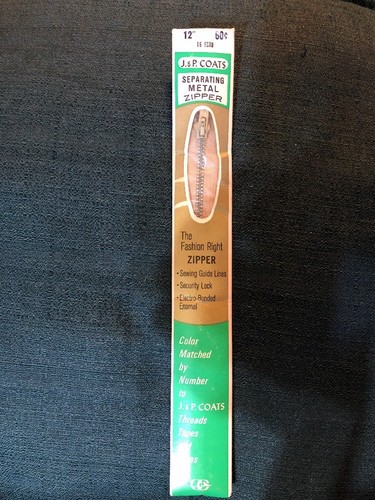 12" 60¢
J. & P. COATS
SEPARATING
METAL
ZIPPER
The
Fashion Right
ZIPPER
• Sewing Guide Lines
• Security Lock
• Electro-Bonded
Enamel
Color
Matched
by
Number
to
J. & P. COATS
Threads
Tapes